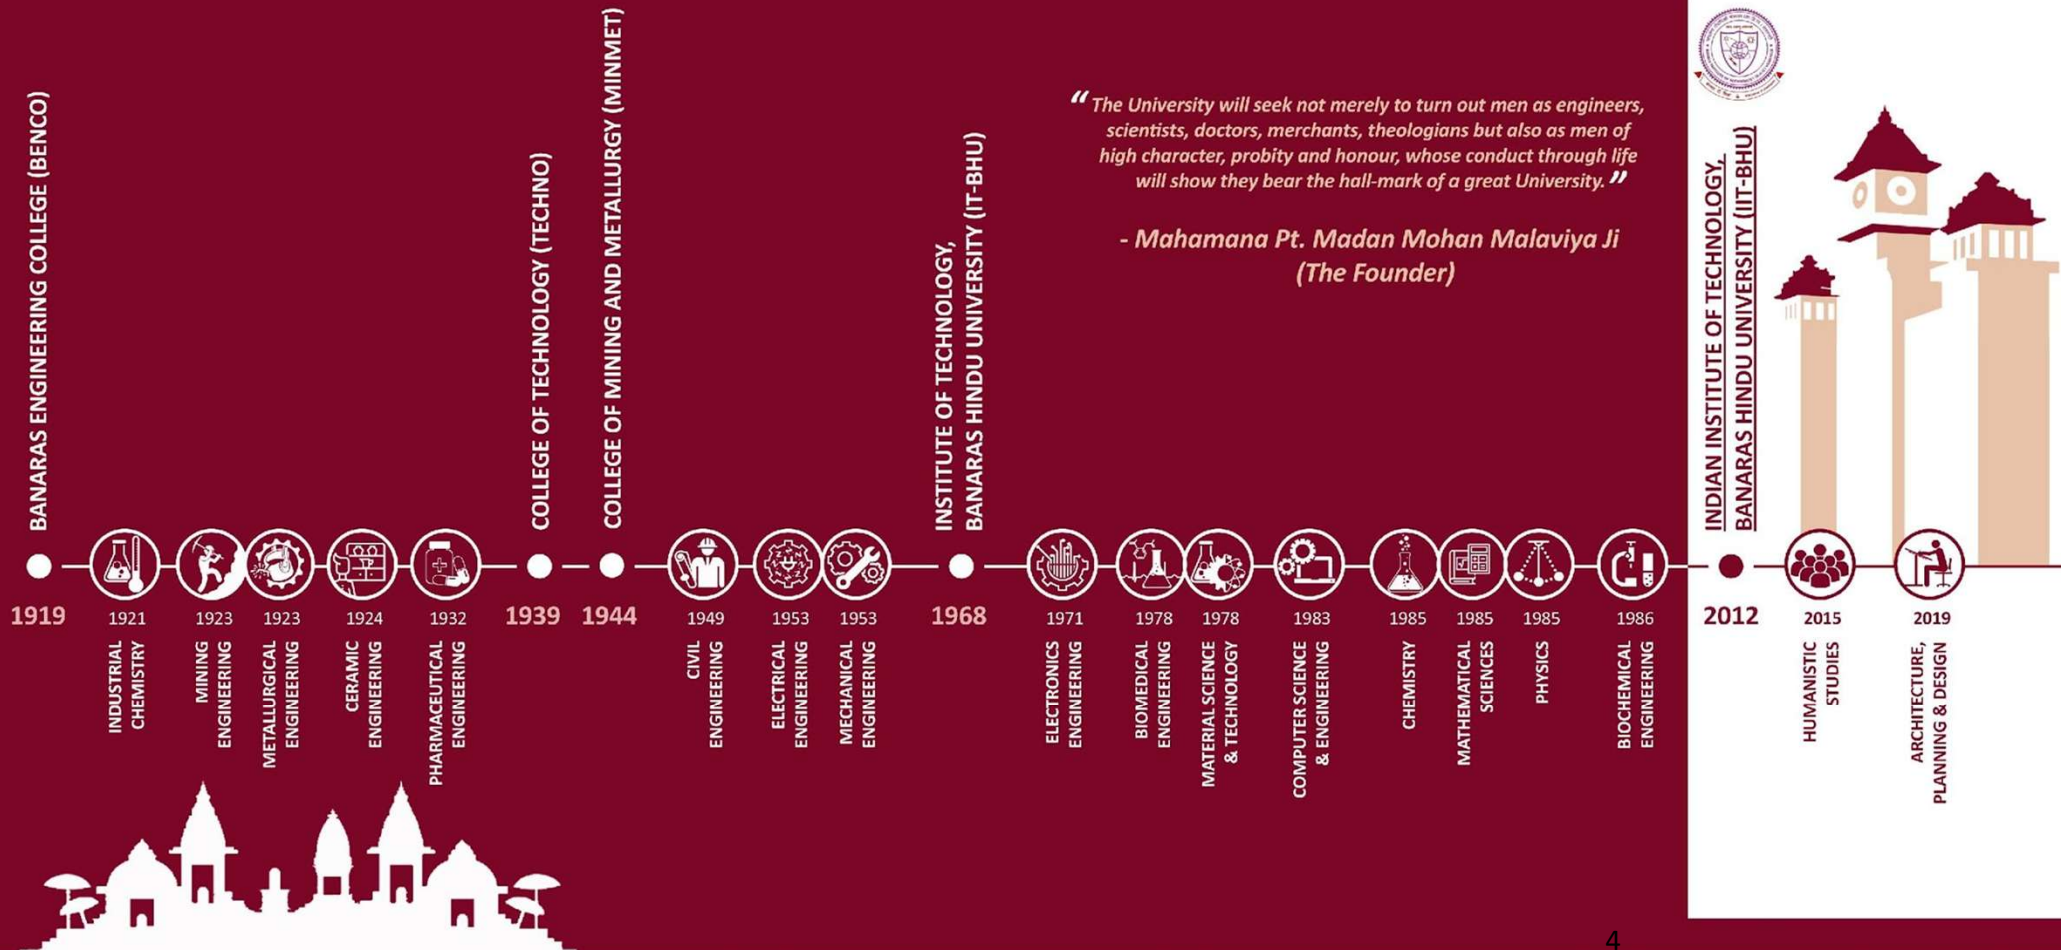 BANARAS ENGINEERING COLLEGE (BENCO)
1919
1921
INDUSTRIAL
CHEMISTRY
1923
MINING
ENGINEERING
1923
METALLURGICAL
ENGINEERING
1924
CERAMIC
ENGINEERING
1932
PHARMACEUTICAL
ENGINEERING
COLLEGE OF TECHNOLOGY (TECHNO)
1939
COLLEGE OF MINING AND METALLURGY (MINMET)
1944
1949
CIVIL
ENGINEERING
1953
ELECTRICAL
ENGINEERING
1953
MECHANICAL
ENGINEERING
INSTITUTE OF TECHNOLOGY,
BANARAS HINDU UNIVERSITY (IT-BHU)
1968
“ The University will seek not merely to turn out men as engineers,
scientists, doctors, merchants, theologians but also as men of
high character, probity and honour, whose conduct through life
will show they bear the hall-mark of a great University. ”
- Mahamana Pt. Madan Mohan Malaviya Ji
(The Founder)
1971
ELECTRONICS
ENGINEERING
1978
BIOMEDICAL
ENGINEERING
1978
MATERIAL SCIENCE
& TECHNOLOGY
1983
COMPUTER SCIENCE
& ENGINEERING
1985
CHEMISTRY
1985
MATHEMATICAL
SCIENCES
1985
PHYSICS
1986
BIOCHEMICAL
ENGINEERING
INDIAN INSTITUTE OF TECHNOLOGY,
BANARAS HINDU UNIVERSITY (IIT-BHU)
2012
2015
HUMANISTIC
STUDIES
2019
ARCHITECTURE,
PLANNING & DESIGN
4